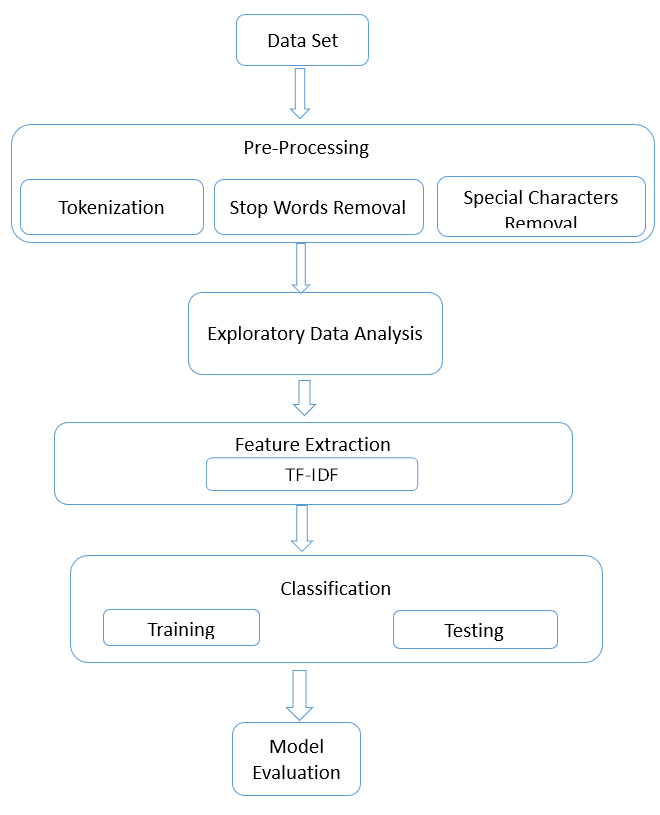 Data Set
Pre-Processing
Tokenization
Stop Words Removal
Special Characters
Removal
Exploratory Data Analysis
Feature Extraction
TF-IDF
Classification
Training
Testing
Model
Evaluation